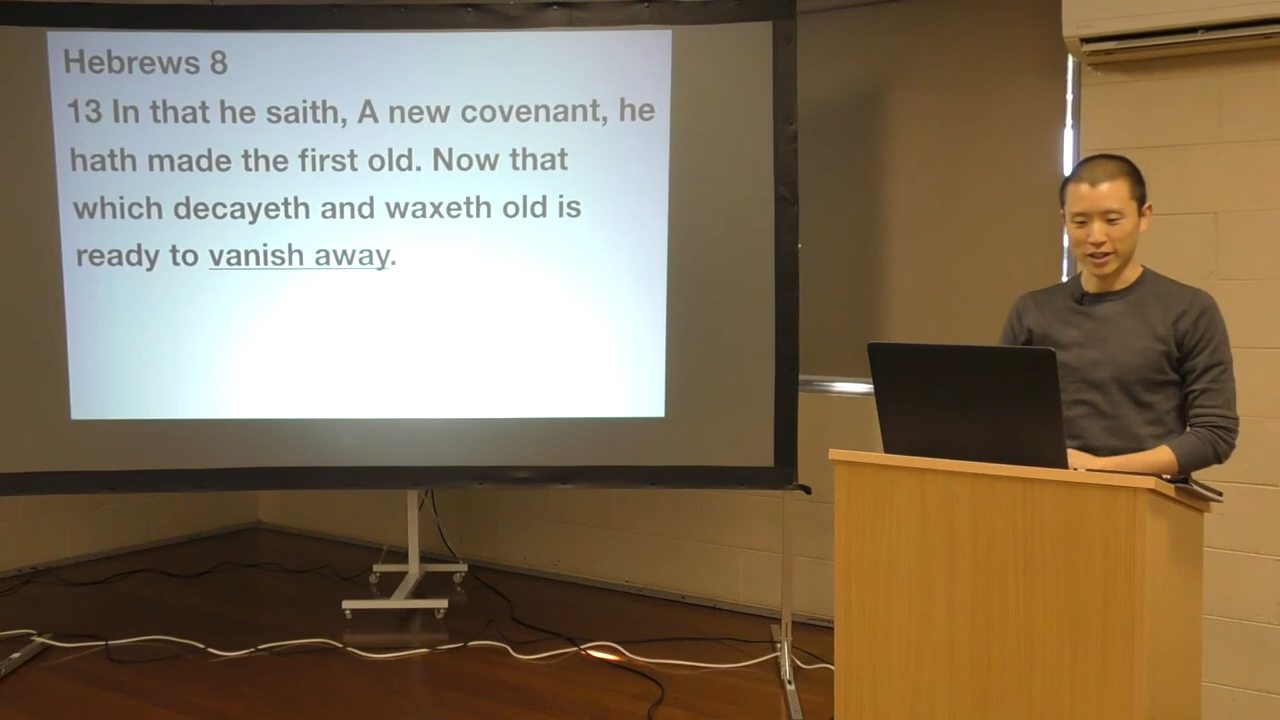 Hebrews 8
13 In that he saith, A new covenant, he
hath made the first old. Now that
which decayeth and waxeth old is
ready to vanish away.